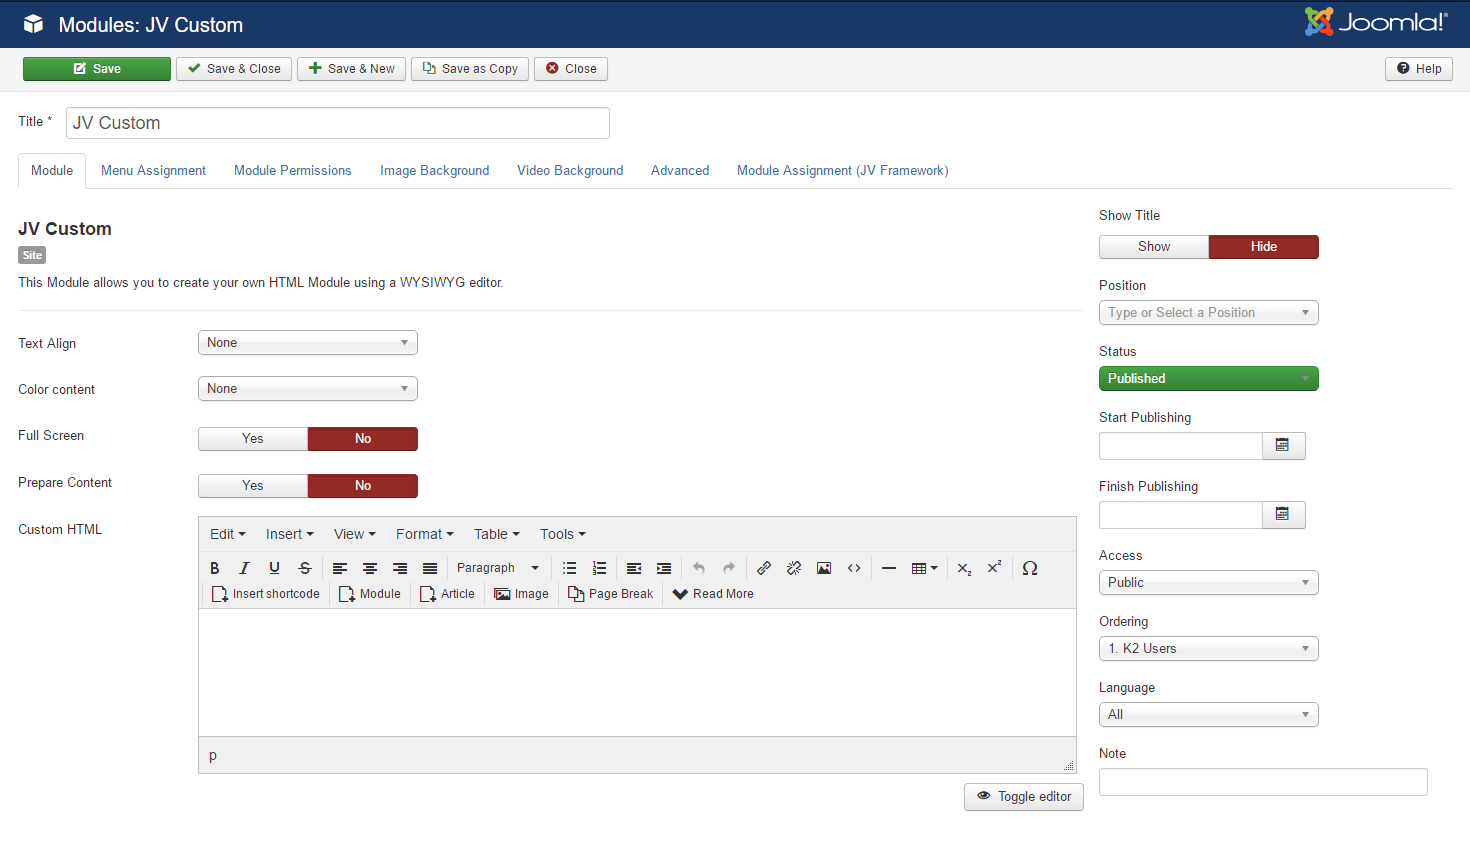 Modules: JV Custom
Joomla!®
Save
Save & Close
Save & New
Save as Copy
Close
Help
Title *
JV Custom
Module
Menu Assignment
Module Permissions
Image Background
Video Background
Advanced
Module Assignment (JV Framework)
JV Custom
Site
This Module allows you to create your own HTML Module using a WYSIWYG editor.
Text Align
None
Color content
None
Full Screen
Yes
No
Prepare Content
Yes
No
Custom HTML
Edit
Insert
View
Format
Table
Tools
Paragraph
Insert shortcode
Module
Article
Image
Page Break
Read More
p
Toggle editor
Show Title
Show
Hide
Position
Type or Select a Position
Status
Published
Start Publishing
Finish Publishing
Access
Public
Ordering
1. K2 Users
Language
All
Note